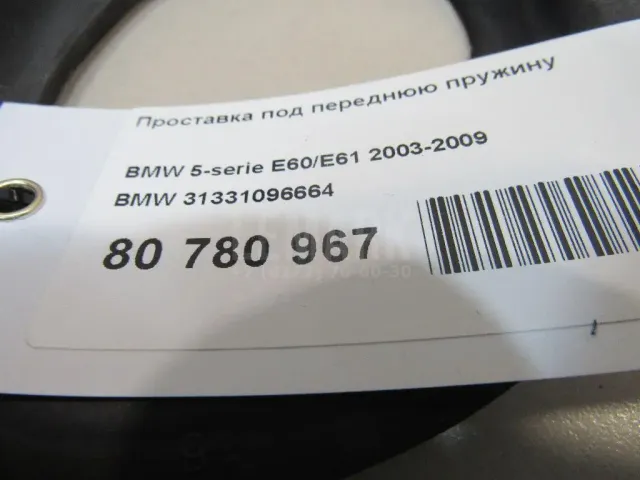 Проставка под переднюю пружину
BMW 5-serie E60/E61 2003-2009
BMW 31331096664
80 780 967